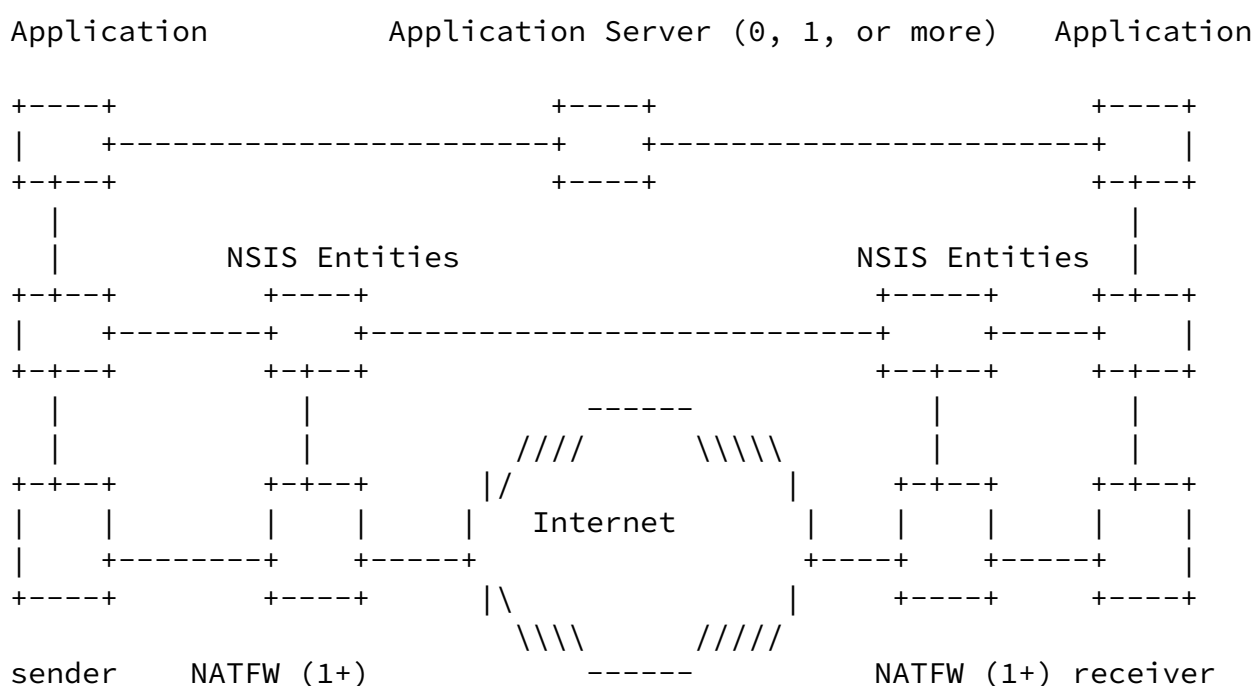 Application Application Server (0, 1, or more) Application
NSIS Entities NSIS Entities
Internet
sender NATFW (1+) NATFW (1+) receiver